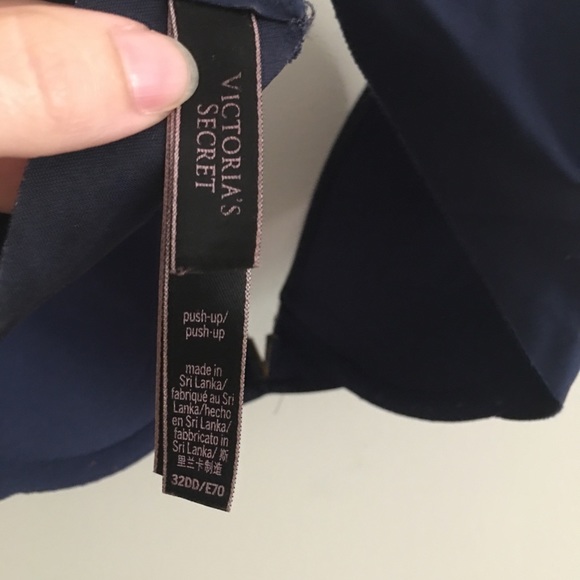 VICTORIA'S
SECRET
push-up/
push-up
made in
Sri Lanka/
fabriqué au Sri
Lanka/hecho
en Sri Lanka/
fabbricato in
Sri Lanka/ 斯
里兰卡制造
32DD/E70